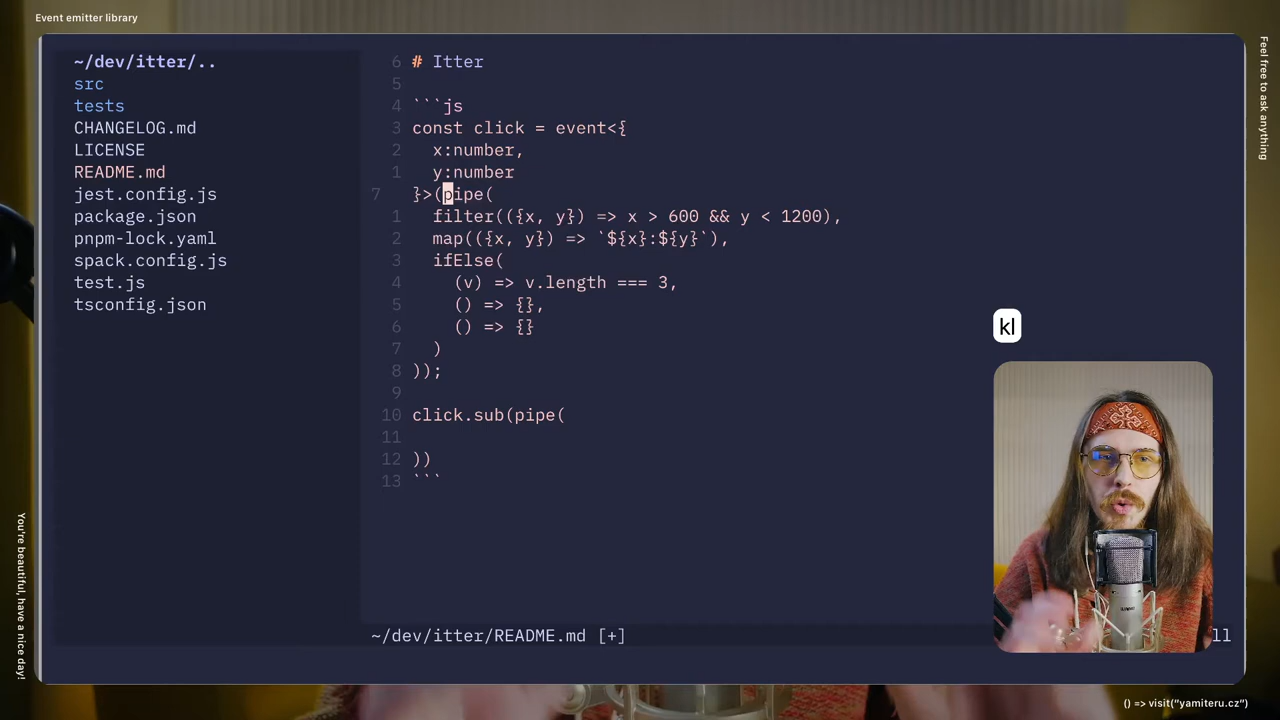 Event emitter library
Feel free to ask anything
~/dev/itter/..
src
tests
CHANGELOG.md
LICENSE
README.md
jest.config.js
package.json
pnpm-lock.yaml
spack.config.js
test.js
tsconfig.json
6 # Itter
5
4 ```js
3 const click = event<{
2   x:number,
1   y:number
7 }>(pipe(
1   filter(({x, y}) => x > 600 && y < 1200),
2   map(({x, y}) => `${x}:${y}`),
3   ifElse(
4     (v) => v.length === 3,
5     () => {},
6     () => {}
7   )
8 ));
9
10 click.sub(pipe(
11
12 ))
13 ```
kl
~/dev/itter/README.md [+]
ll
You're beautiful, have a nice day!
() => visit("yamiteru.cz")